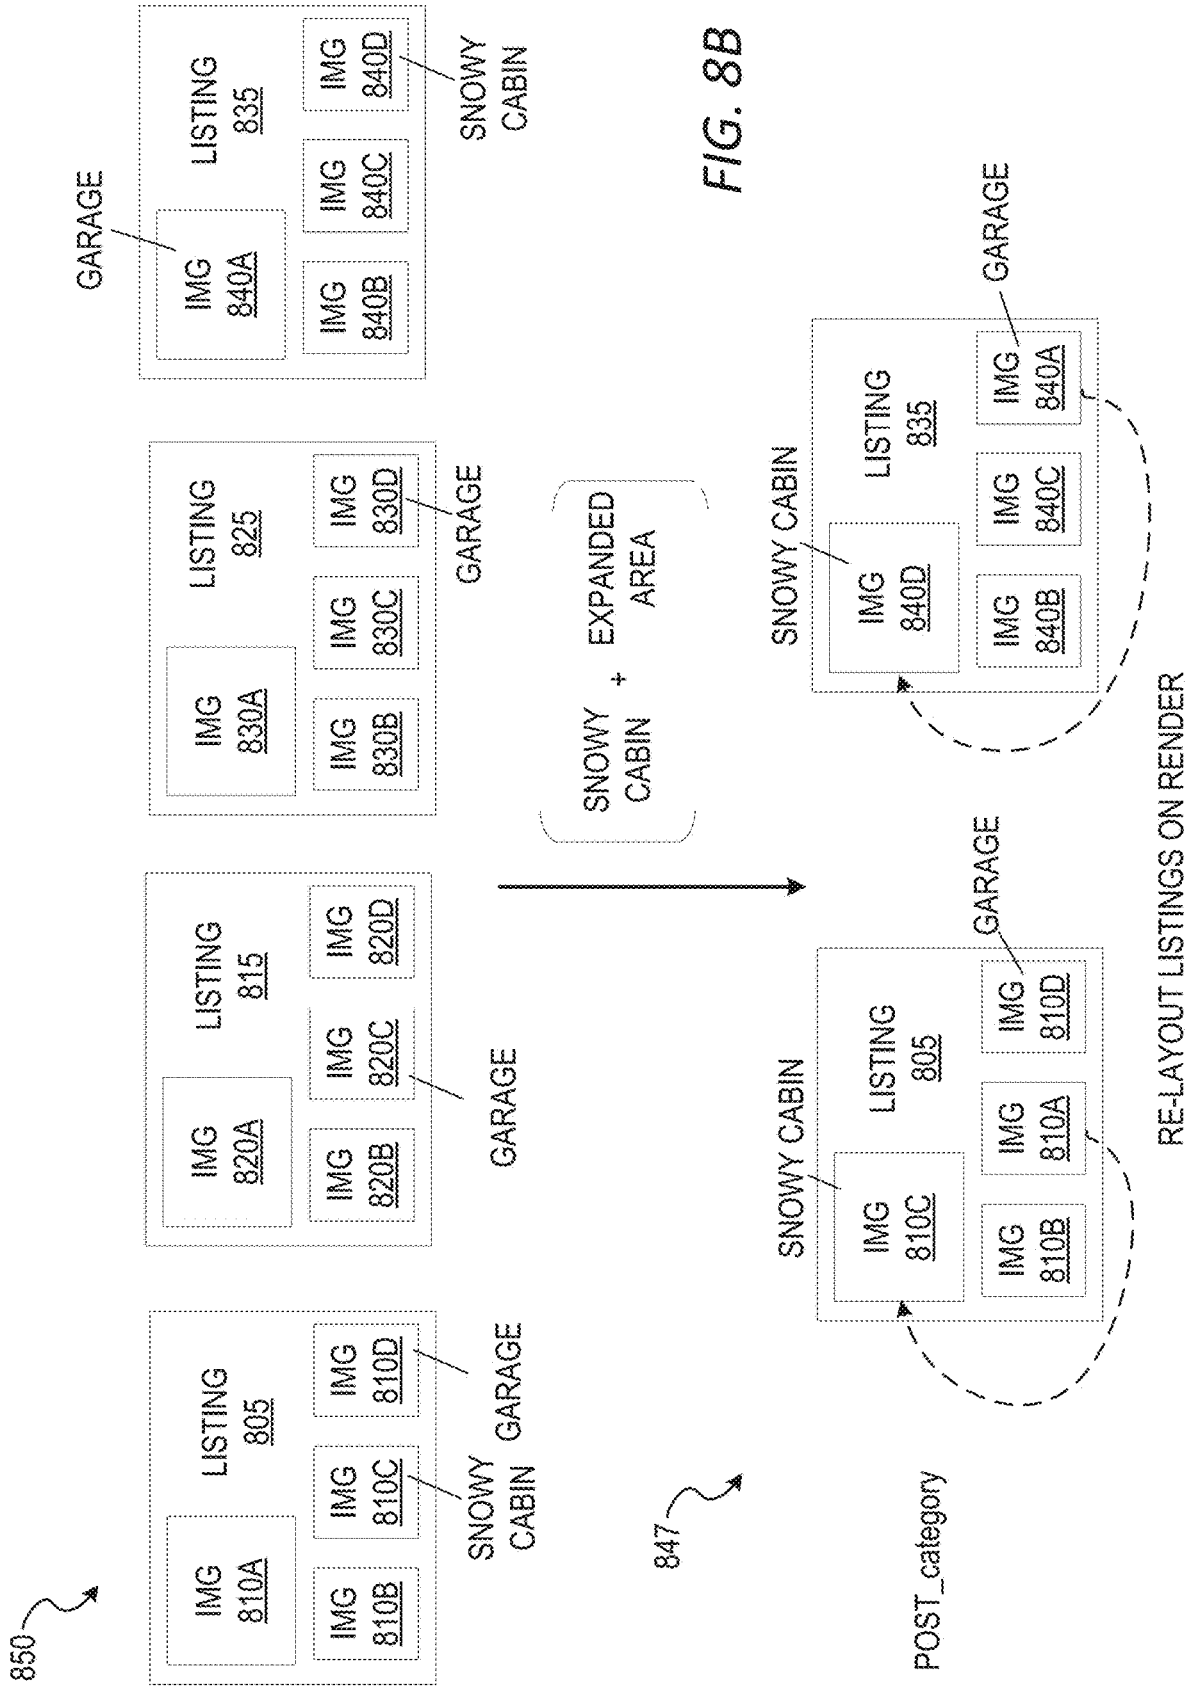 850
LISTING
805
IMG
810A
IMG
810B
IMG
810C
IMG
810D
SNOWY
CABIN
GARAGE
LISTING
815
IMG
820A
IMG
820B
IMG
820C
IMG
820D
GARAGE
LISTING
825
IMG
830A
IMG
830B
IMG
830C
IMG
830D
GARAGE
GARAGE
LISTING
835
IMG
840A
IMG
840B
IMG
840C
IMG
840D
SNOWY
CABIN
SNOWY
CABIN
+
EXPANDED
AREA
FIG. 8B
847
POST_category
SNOWY CABIN
LISTING
805
IMG
810C
IMG
810B
IMG
810A
IMG
810D
GARAGE
SNOWY CABIN
LISTING
835
IMG
840D
IMG
840B
IMG
840C
IMG
840A
GARAGE
RE-LAYOUT LISTINGS ON RENDER